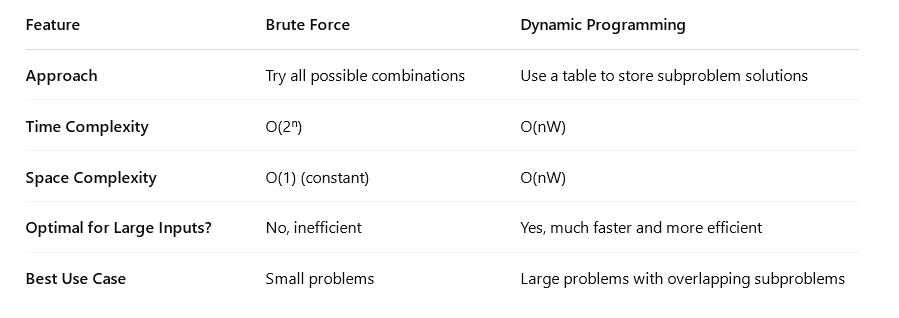 Feature Brute Force Dynamic Programming
Approach Try all possible combinations Use a table to store subproblem solutions
Time Complexity O(2ⁿ) O(nW)
Space Complexity O(1) (constant) O(nW)
Optimal for Large Inputs? No, inefficient Yes, much faster and more efficient
Best Use Case Small problems Large problems with overlapping subproblems